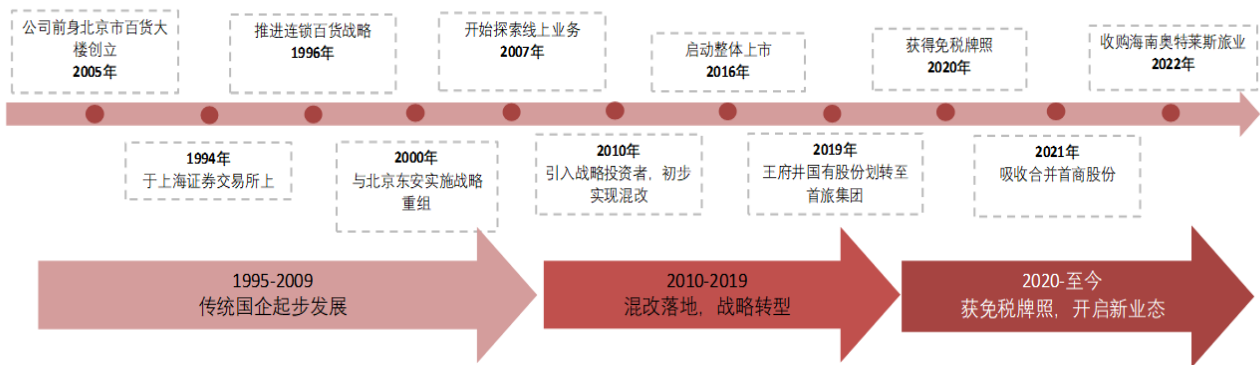 公司前身北京市百货大
楼创立
2005年
推进连锁百货战略
1996年
开始探索线上业务
2007年
启动整体上市
2016年
获得免税牌照
2020年
收购海南奥特莱斯旅业
2022年
1994年
于上海证券交易所上
2000年
与北京东安实施战略
重组
2010年
引入战略投资者，初步
实现混改
2019年
王府井国有股份划转至
首旅集团
2021年
吸收合并首商股份
1995-2009
传统国企起步发展
2010-2019
混改落地，战略转型
2020-至今
获免税牌照，开启新业态